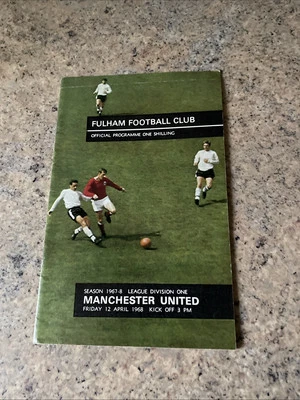 FULHAM FOOTBALL CLUB
OFFICIAL PROGRAMME ONE SHILLING
SEASON 1967-8 LEAGUE DIVISION ONE
MANCHESTER UNITED
FRIDAY 12 APRIL 1968 KICK OFF 3 PM